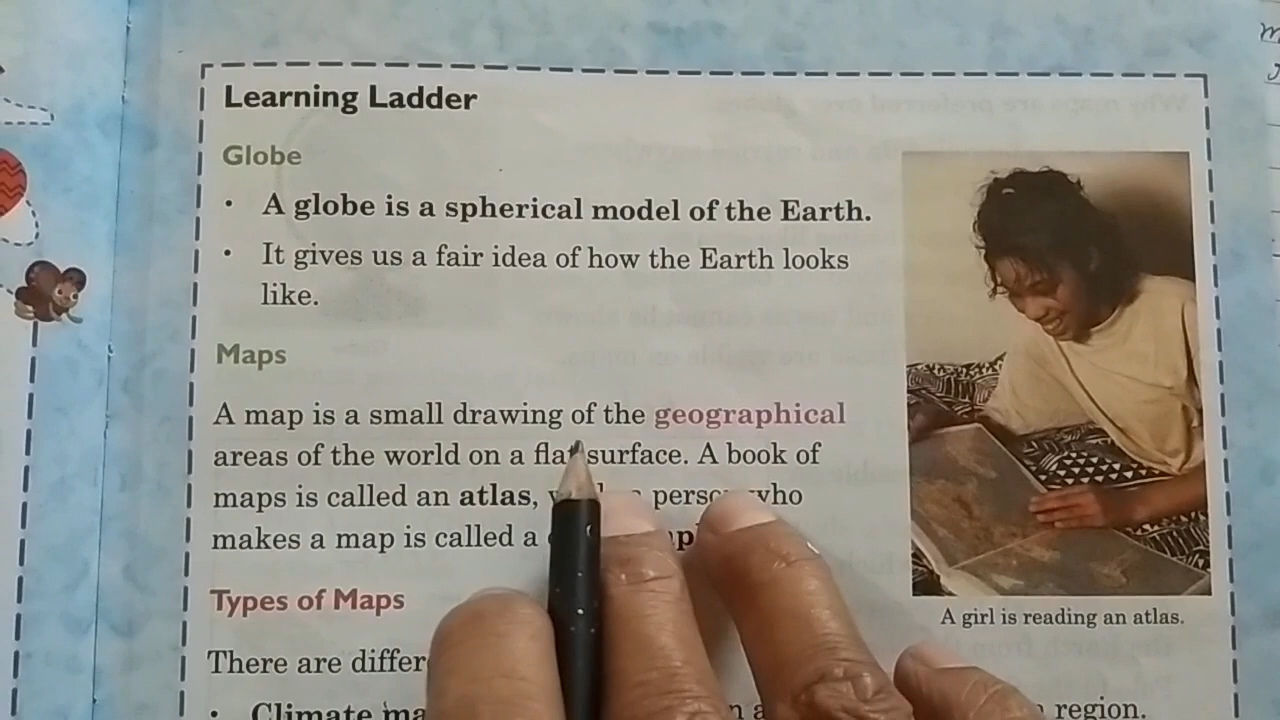 Learning Ladder
Globe
• A globe is a spherical model of the Earth.
• It gives us a fair idea of how the Earth looks
like.
Maps
A map is a small drawing of the geographical
areas of the world on a flat surface. A book of
maps is called an atlas, person who
makes a map is called a
Types of Maps
There are
• Climate region.
A girl is reading an atlas.